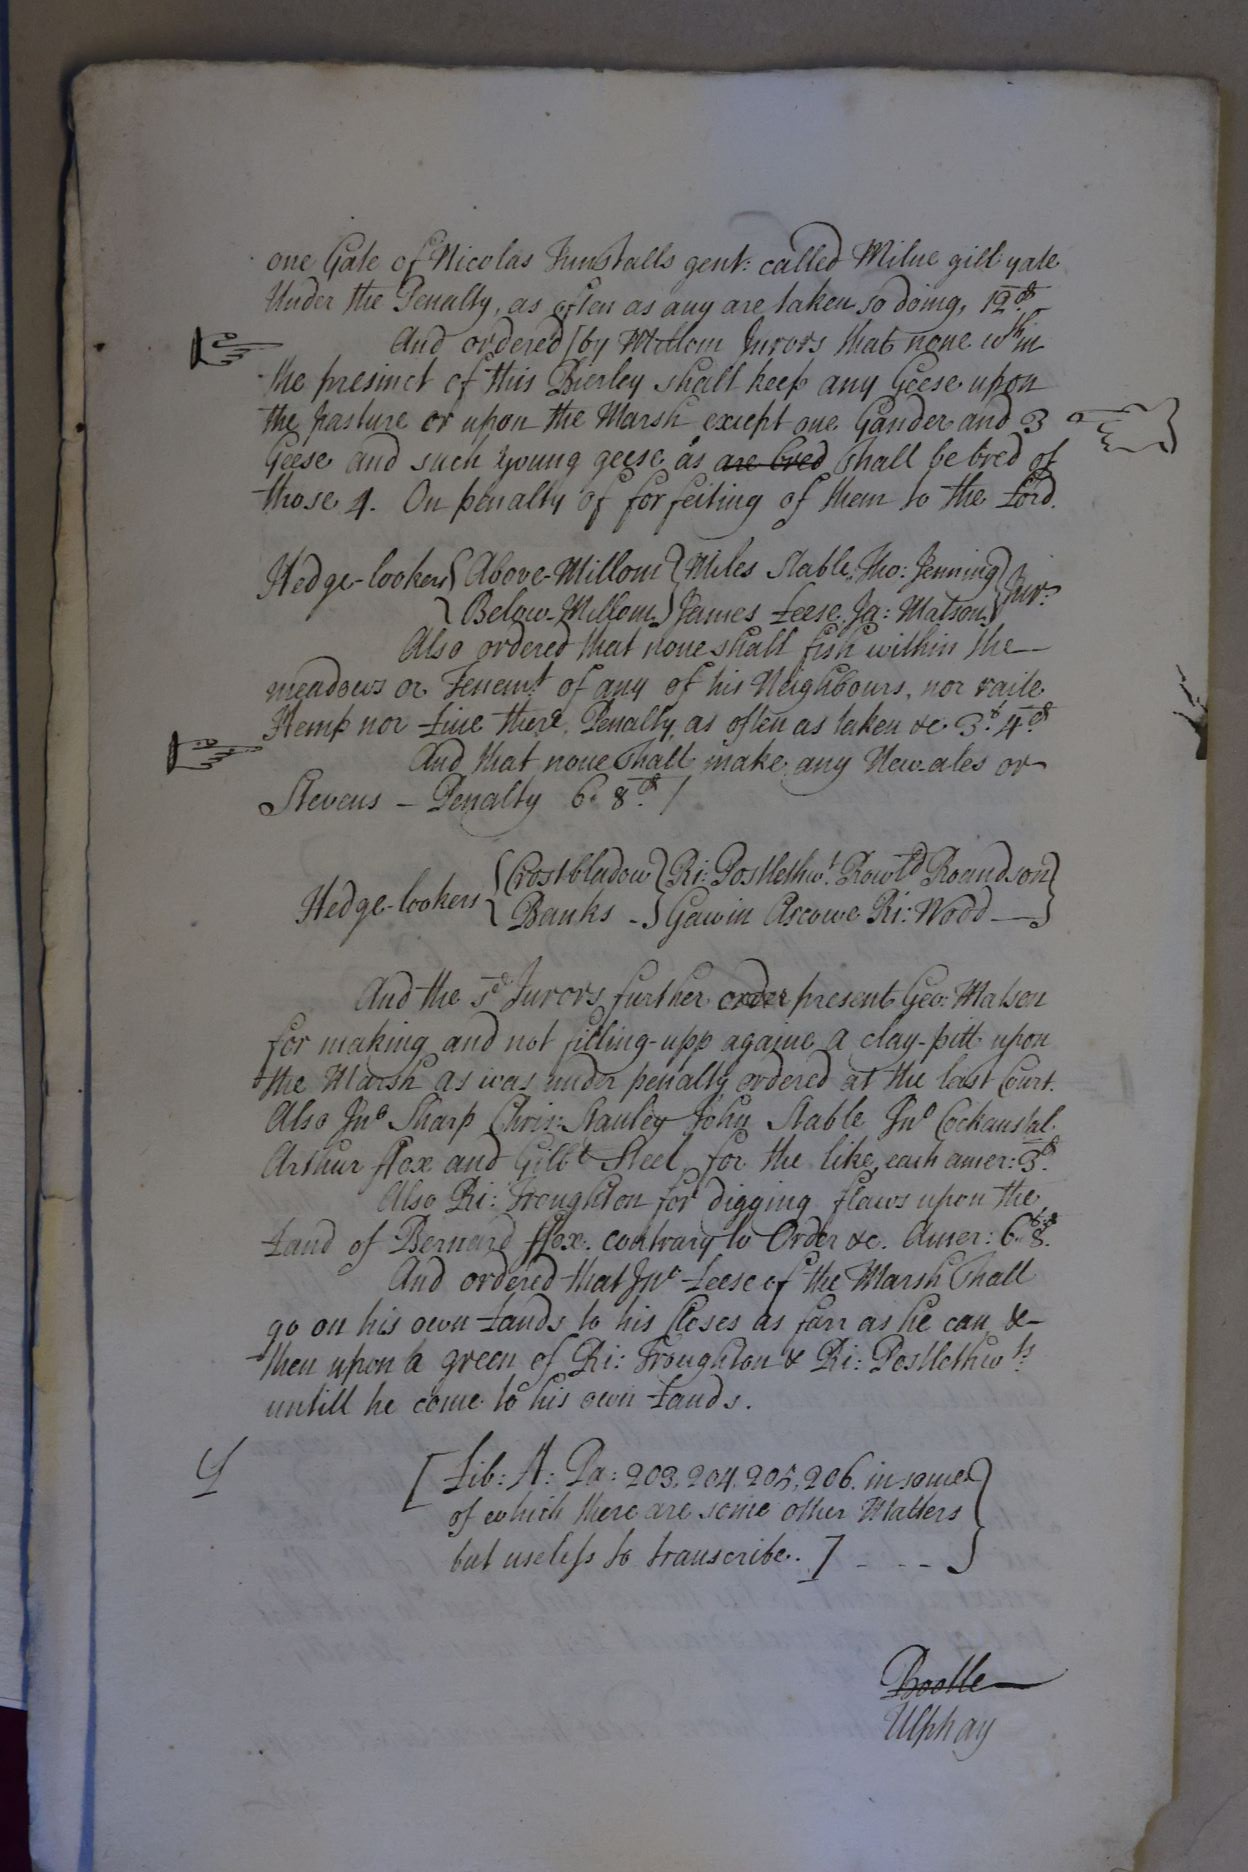 one Gate of Nicolas Tunstalls gent: called Milne gill yate
Under the Penalty, as often as any are taken so doing, 12d.
And ordered [by Millom Jurors that none wthin
the presinct of this Bierley shall keep any Geese upon
the pasture or upon the Marsh except one Gander and 3
Geese and such young geese as are bred shall be bred of
those 4. On penalty of forfeiting of them to the Lord.
Hedge-lookers { Above-Millom } Miles Stable, Tho: Jenning } Jurs
{ Below-Millom } James Leese Ja: Matson }
Also ordered that none shall fish within the
meadows or Tenemt of any of his Neighbours, nor raite
Hemp nor Line there, Penalty, as often as taken &c 3s. 4d.
And that none shall make any New-ales or
Stevens - Penalty 6. 8d. /
Hedge-lookers { Crostbladow } Ri: Postlethwt. Rowld Roandson }
{ Banks - } Gawin Ascowe Ri: Wodd }
And the sd Jurors further order present Geo: Matson
for making and not filling-upp againe a clay-pitt upon
the Marsh as was under penalty ordered at the last Court.
Also Jno Sharp Chris: Stanley John Stable Jno
Arthur ffox and Gilbt Steel for the like, each amer: 3d.
Also Ri: Troughton for digging flaws upon the
Land of Bernard ffox. contrary to Order &c. Amer: 6s. 8d.
And ordered that Jno Leese of the Marsh shall
go on his own Lands to his Closes as farr as he can &
then upon a green of Ri: Troughton & Ri: Postlethwts
untill he come to his own Lands.
[ Lib: A: Pa: 203, 204, 205, 206. in some }
of which there are some other Matters
but useless to transcribe. ] - - - }
Bootle
Ulphay